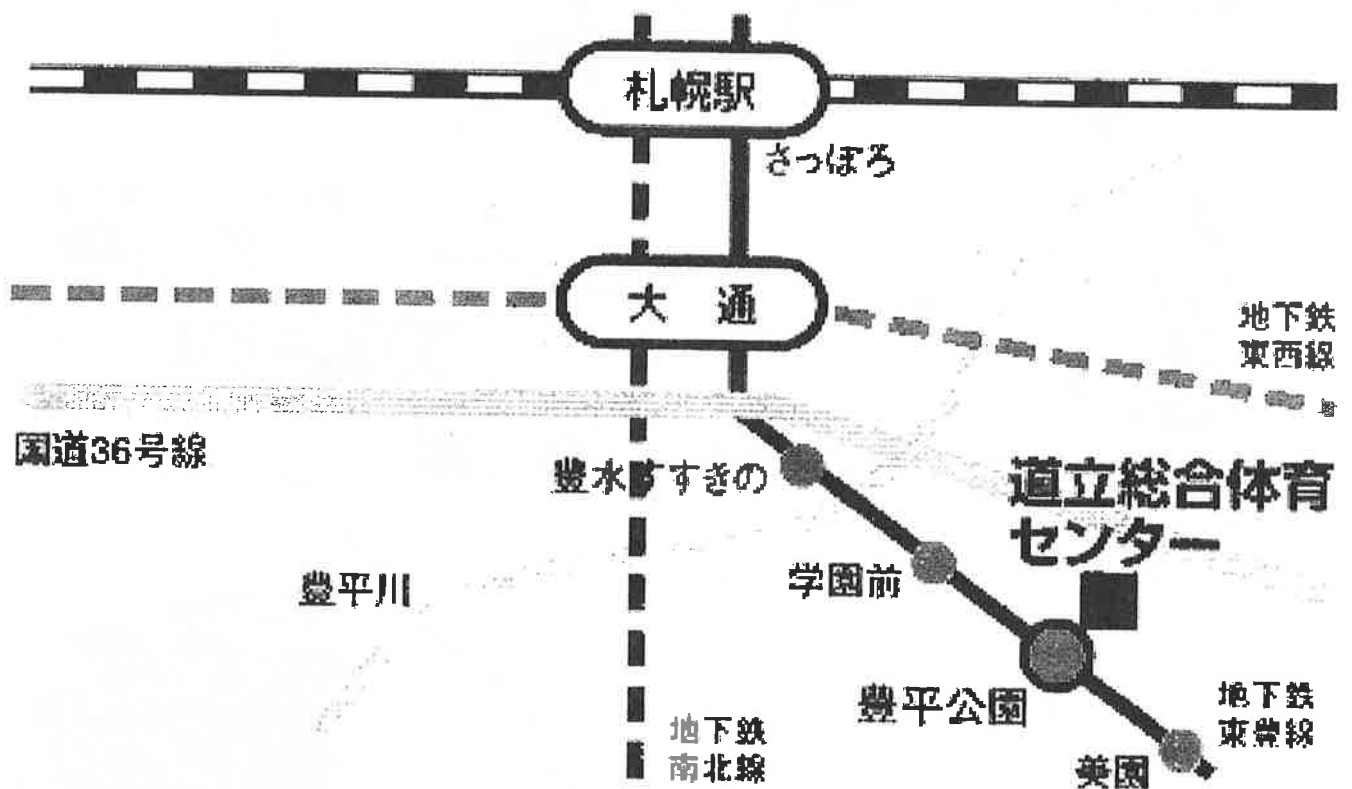 札幌駅
さっぽろ
大通
地下鉄
東西線
国道36号線
豊水すすきの
道立総合体育
センター
学園前
豊平川
豊平公園
地下鉄
東豊線
地下鉄
南北線
美園